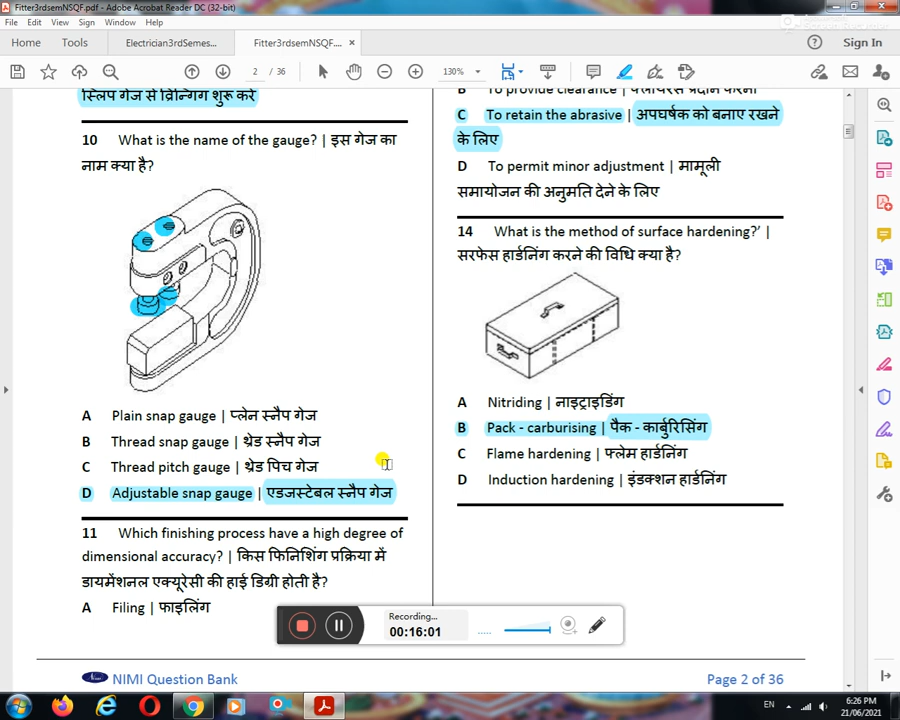 Fitter3rdsemNSQF.pdf - Adobe Acrobat Reader DC (32-bit)
File Edit View Sign Window Help
Home Tools Electrician3rdSemes... Fitter3rdsemNSQF.... × Sign In
2 / 36 130%
स्लिप गेज से ब्रिन्गिग शुरू करें
10 What is the name of the gauge? | इस गेज का
नाम क्या है?
A Plain snap gauge | प्लेन स्नैप गेज
B Thread snap gauge | थ्रेड स्नैप गेज
C Thread pitch gauge | थ्रेड पिच गेज
D Adjustable snap gauge | एडजस्टेबल स्नैप गेज
11 Which finishing process have a high degree of
dimensional accuracy? | किस फिनिशिंग प्रक्रिया में
डायमेंशनल एक्यूरेसी की हाई डिग्री होती है?
A Filing | फाइलिंग
B To provide clearance | क्लीयरेंस प्रदान करना
C To retain the abrasive | अपघर्षक को बनाए रखने
के लिए
D To permit minor adjustment | मामूली
समायोजन की अनुमति देने के लिए
14 What is the method of surface hardening?’ |
सरफेस हार्डनिंग करने की विधि क्या है?
A Nitriding | नाइट्राइडिंग
B Pack - carburising | पैक - कार्बुरिसिंग
C Flame hardening | फ्लेम हार्डनिंग
D Induction hardening | इंडक्शन हार्डनिंग
Recording...
00:16:01
NIMI Question Bank Page 2 of 36
EN 6:26 PM
21/06/2021